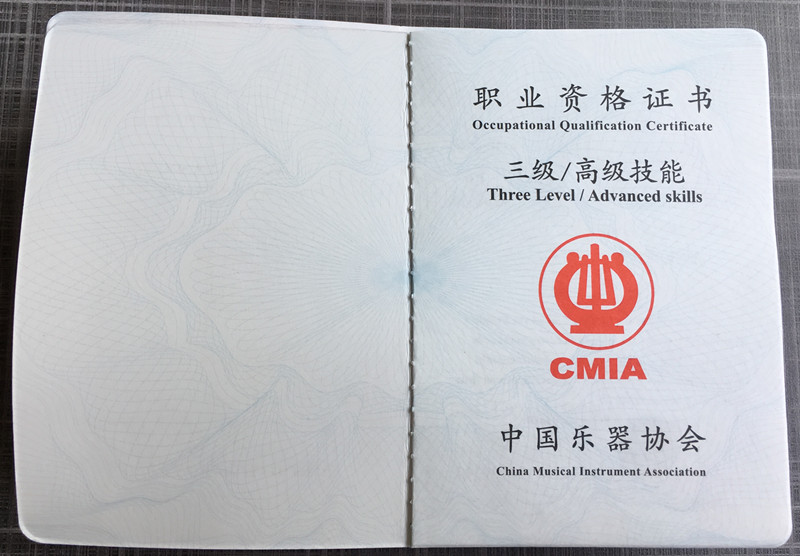 职业资格证书
Occupational Qualification Certificate
三级/高级技能
Three Level / Advanced skills
CMIA
中国乐器协会
China Musical Instrument Association